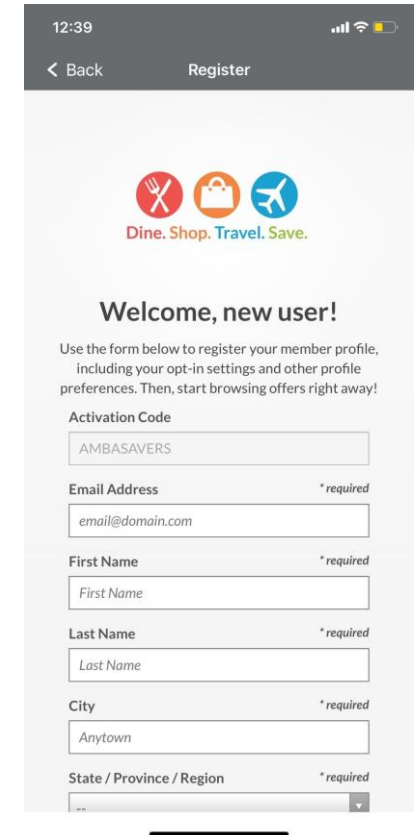 12:39
Back
Register
Dine. Shop. Travel. Save.
Welcome, new user!
Use the form below to register your member profile,
including your opt-in settings and other profile
preferences. Then, start browsing offers right away!
Activation Code
AMBASAVERS
Email Address * required
email@domain.com
First Name * required
First Name
Last Name * required
Last Name
City * required
Anytown
State / Province / Region * required
--